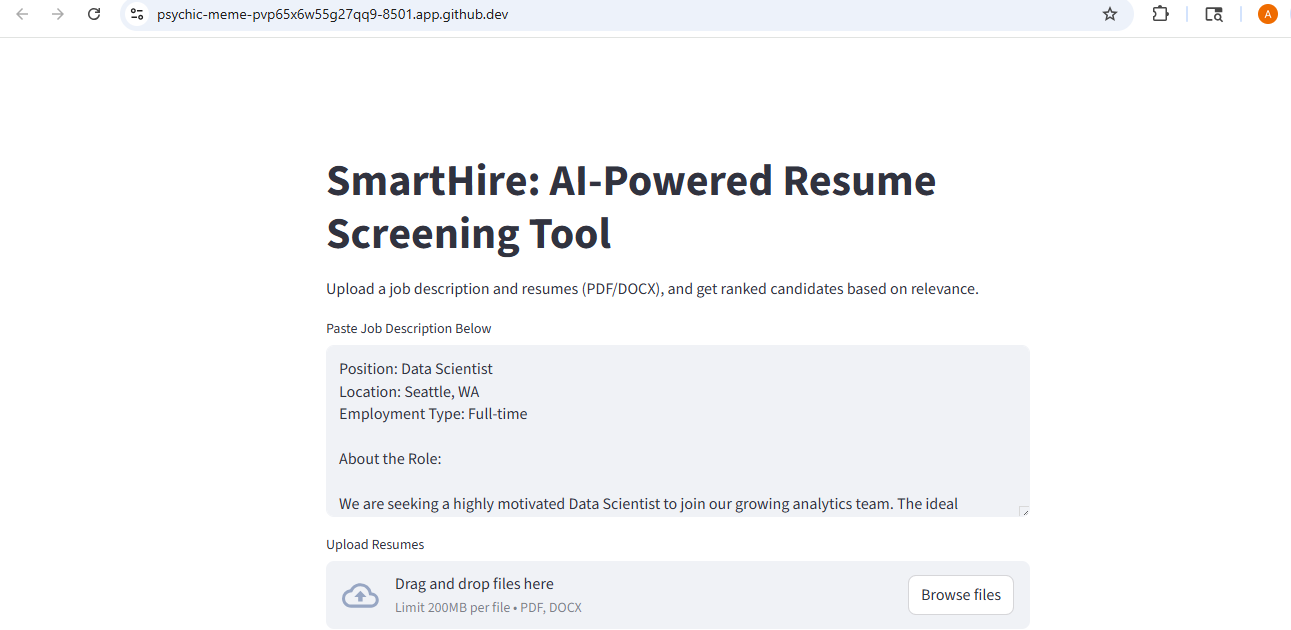 psychic-meme-pvp65x6w55g27qq9-8501.app.github.dev
A
SmartHire: AI-Powered Resume
Screening Tool
Upload a job description and resumes (PDF/DOCX), and get ranked candidates based on relevance.
Paste Job Description Below
Position: Data Scientist
Location: Seattle, WA
Employment Type: Full-time
About the Role:
We are seeking a highly motivated Data Scientist to join our growing analytics team. The ideal
Upload Resumes
Drag and drop files here
Limit 200MB per file • PDF, DOCX
Browse files